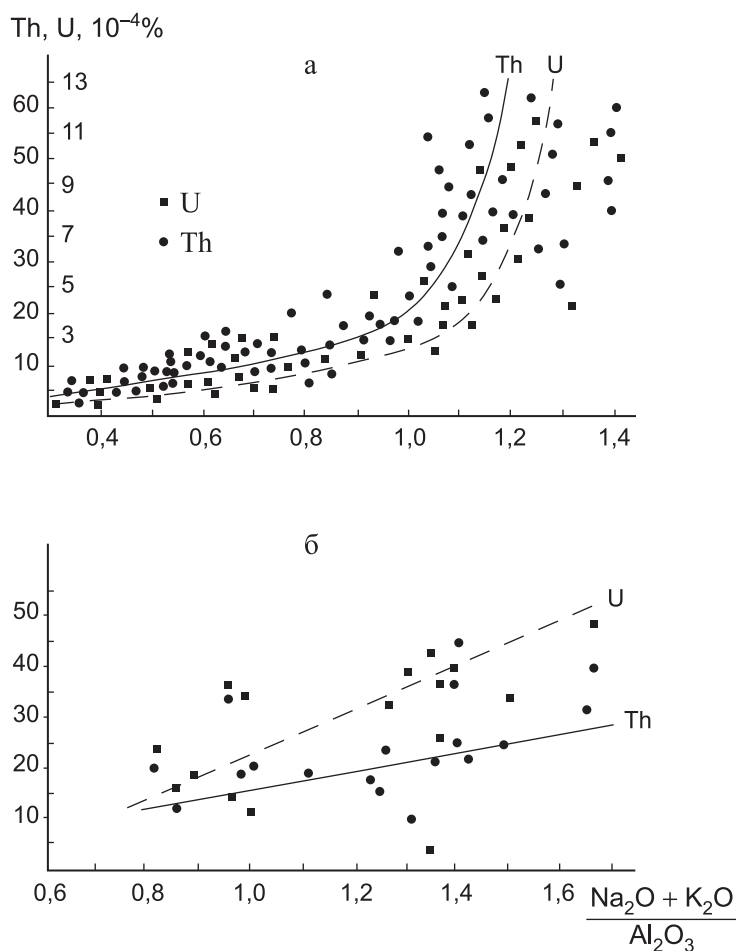 Th, U, 10⁻⁴%
а
Th U
13
60
11
50
9
U
40
Th
7
30
5
20
3
10
0,4 0,6 0,8 1,0 1,2 1,4
б
50
U
40
30
Th
20
10
0,6 0,8 1,0 1,2 1,4 1,6
Na₂O + K₂O
Al₂O₃